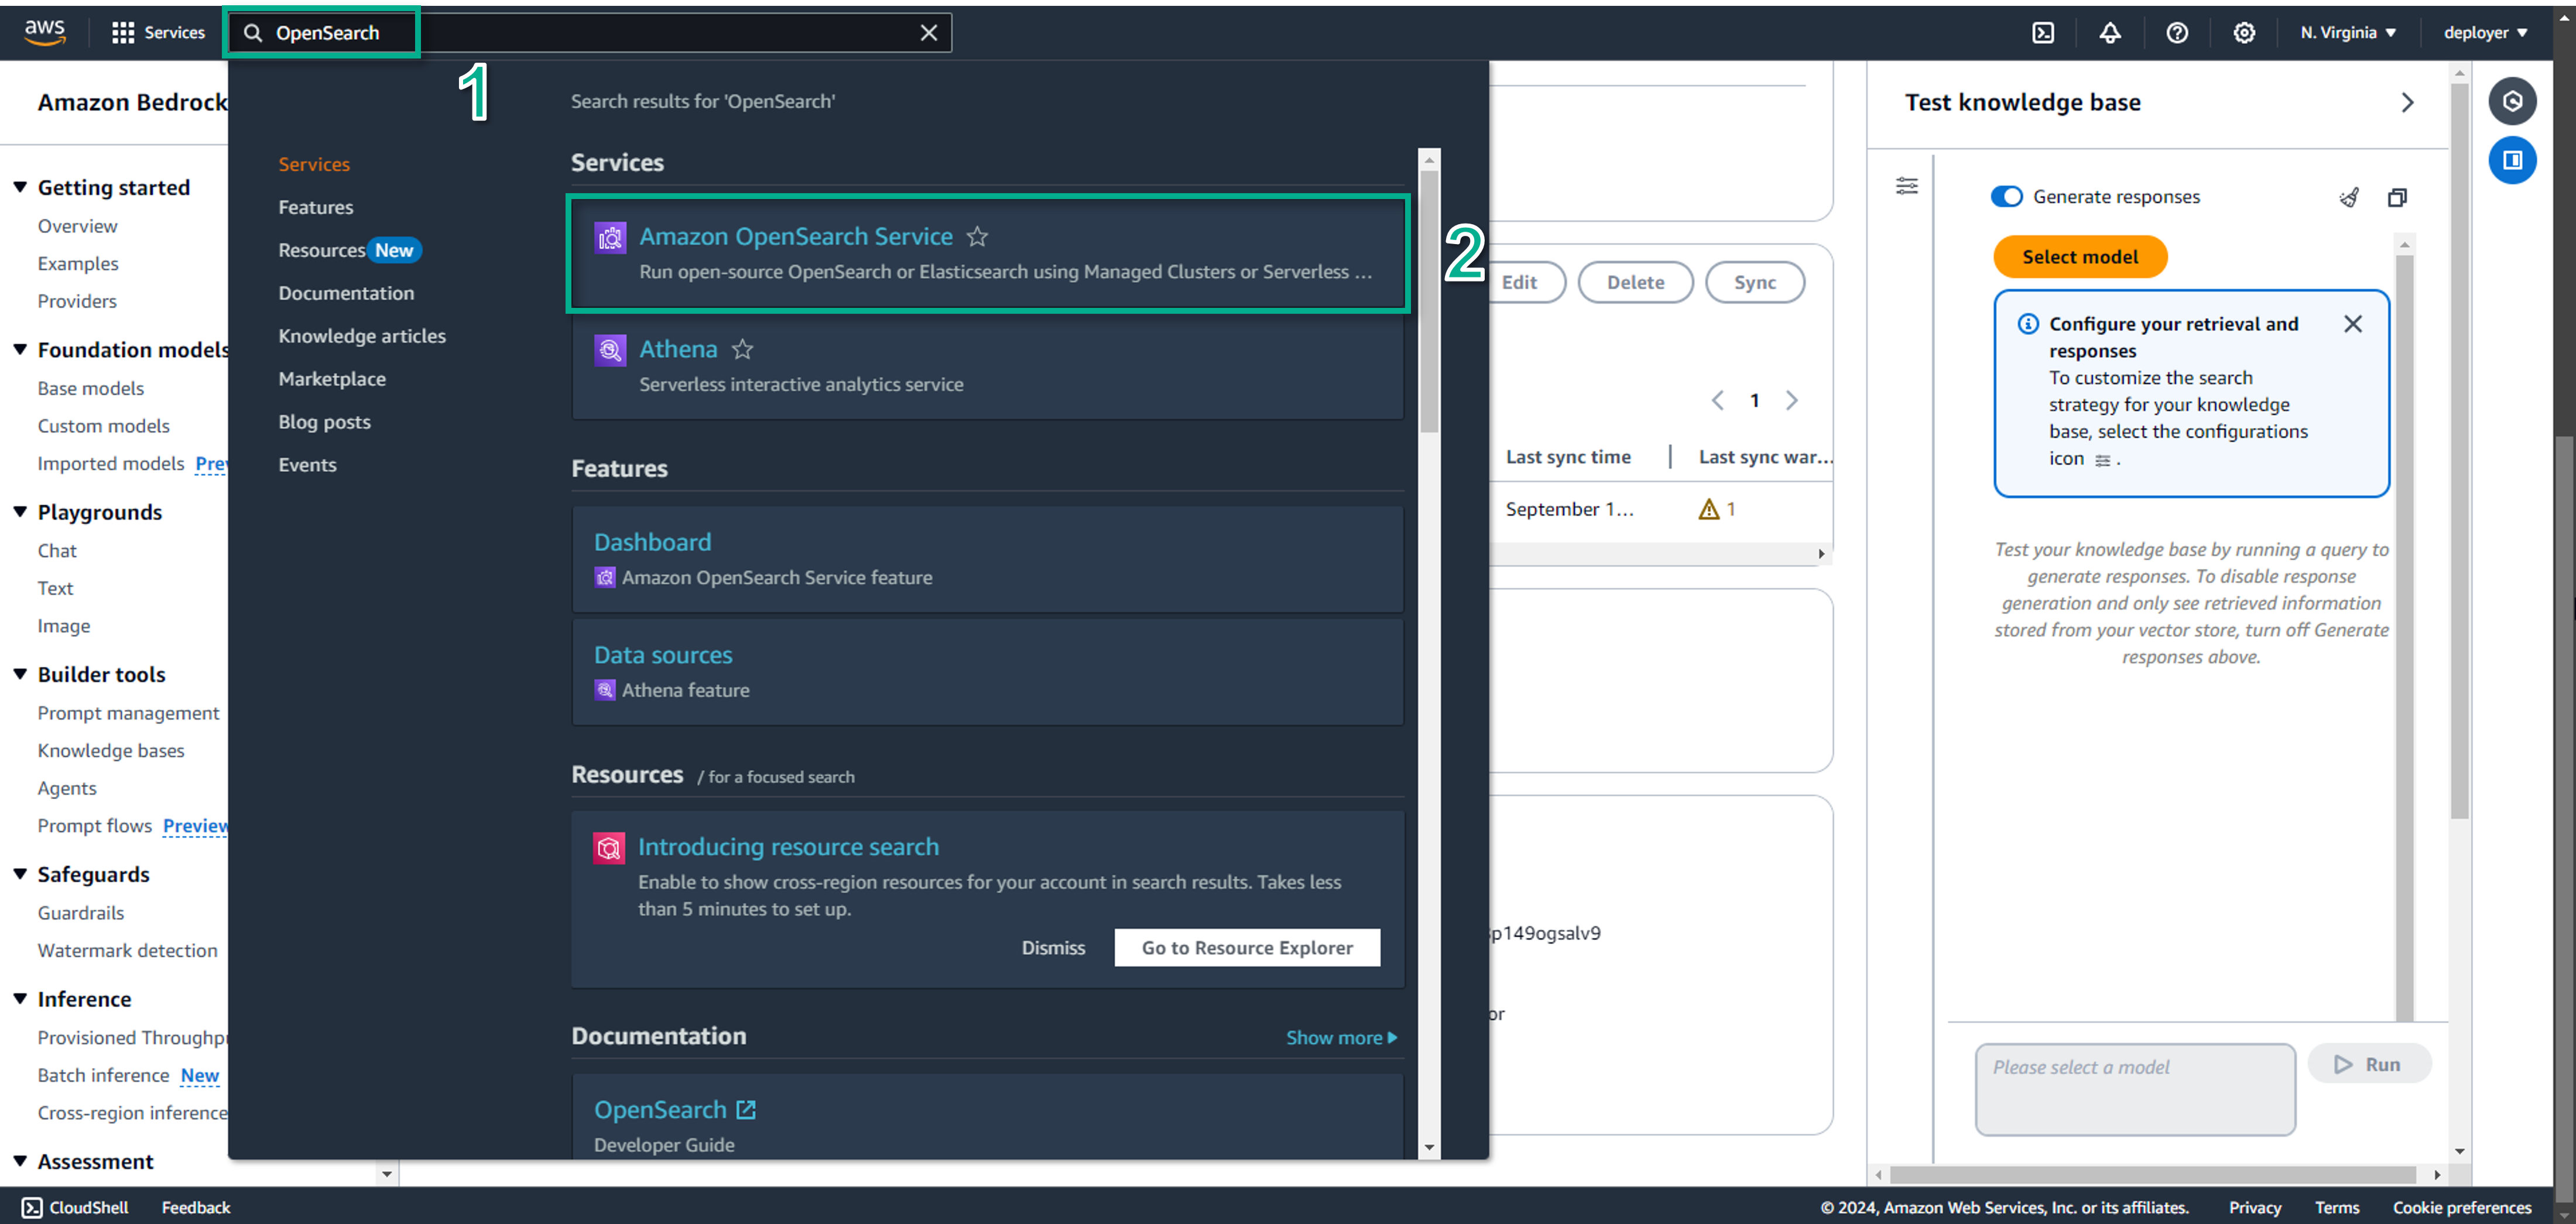 aws
Services
OpenSearch
N. Virginia
deployer
1
Amazon Bedrock
Getting started
Overview
Examples
Providers
Foundation models
Base models
Custom models
Imported models
Playgrounds
Chat
Text
Image
Builder tools
Prompt management
Knowledge bases
Agents
Prompt flows Preview
Safeguards
Guardrails
Watermark detection
Inference
Provisioned
Batch inference New
Cross-region inference
Assessment
Services
Features
Resources New
Documentation
Knowledge articles
Marketplace
Blog posts
Events
Search results for 'OpenSearch'
Services
Amazon OpenSearch Service
Run open-source OpenSearch or Elasticsearch using Managed Clusters or Serverless ...
2
Athena
Serverless interactive analytics service
Features
Dashboard
Amazon OpenSearch Service feature
Data sources
Athena feature
Resources / for a focused search
Introducing resource search
Enable to show cross-region resources for your account in search results. Takes less
than 5 minutes to set up.
Dismiss
Go to Resource Explorer
Documentation
Show more
OpenSearch
Developer Guide
Edit
Delete
Sync
1
Last sync time
Last sync war...
September 1...
1
p149ogsalv9
or
Test knowledge base
Generate responses
Select model
Configure your retrieval and
responses
To customize the search
strategy for your knowledge
base, select the configurations
icon .
Test your knowledge base by running a query to
generate responses. To disable response
generation and only see retrieved information
stored from your vector store, turn off Generate
responses above.
Please select a model
Run
CloudShell
Feedback
© 2024, Amazon Web Services, Inc. or its affiliates.
Privacy
Terms
Cookie preferences